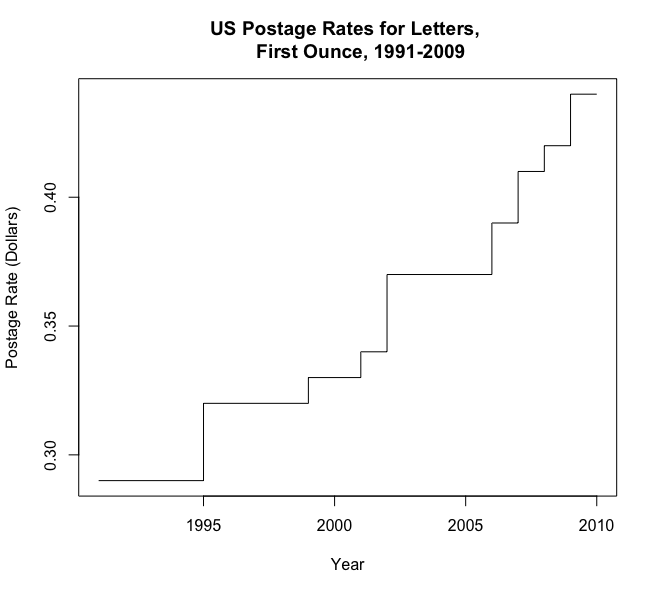 US Postage Rates for Letters,
First Ounce, 1991-2009
0.40
0.35
0.30
Postage Rate (Dollars)
1995 2000 2005 2010
Year